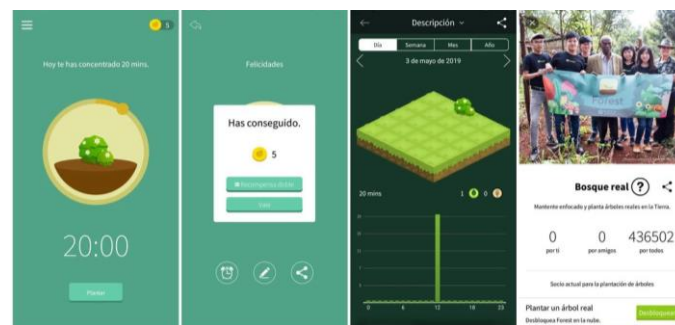 5
Hoy te has concentrado 20 mins.
20:00
Plantar
Felicidades
Has conseguido.
5
Descripción
Día Semana Mes Año
3 de mayo de 2019
20 mins
1 0
0 6 12 18 23
Forest
Bosque real ?
Mantente enfocado y planta árboles reales en la Tierra.
0 0 436502
por ti por amigos por todos
Socio actual para la plantación de árboles
Plantar un árbol real
Desbloquea Forest en la nube.
Desbloquear